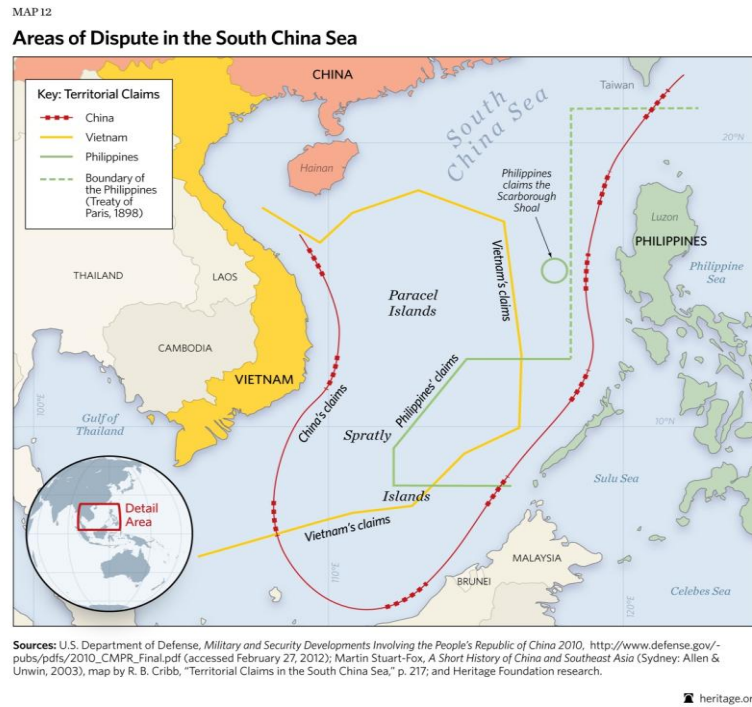 MAP 12
Areas of Dispute in the South China Sea
Key: Territorial Claims
China
Vietnam
Philippines
Boundary of
the Philippines
(Treaty of
Paris, 1898)
CHINA
Taiwan
South
China Sea
20°N
Hainan
Philippines
claims the
Scarborough
Shoal
Luzon
PHILIPPINES
Philippine
Sea
THAILAND
LAOS
Vietnam's claims
Paracel
Islands
CAMBODIA
VIETNAM
Philippines' claims
China's claims
100°E
Gulf of
Thailand
10°N
Spratly
Islands
Sulu Sea
Detail
Area
Vietnam's claims
MALAYSIA
BRUNEI
110°E
120°E
Celebes Sea
Sources: U.S. Department of Defense, Military and Security Developments Involving the People's Republic of China 2010, http://www.defense.gov/-
pubs/pdfs/2010_CMPR_Final.pdf (accessed February 27, 2012); Martin Stuart-Fox, A Short History of China and Southeast Asia (Sydney: Allen &
Unwin, 2003), map by R. B. Cribb, "Territorial Claims in the South China Sea," p. 217; and Heritage Foundation research.
heritage.or